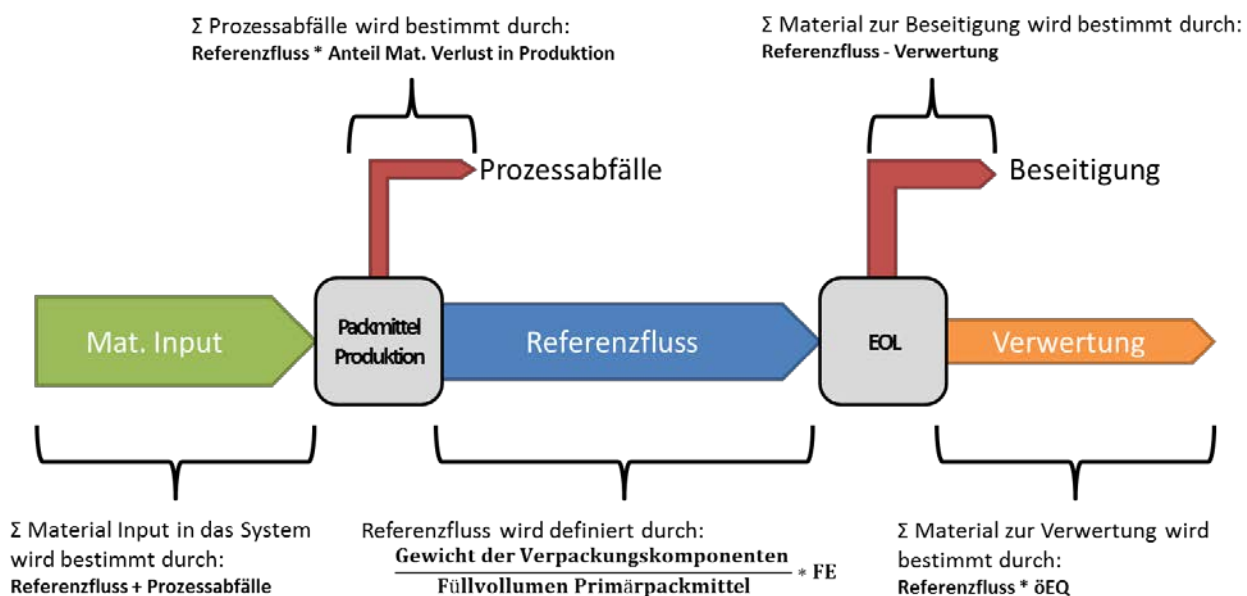 Σ Prozessabfälle wird bestimmt durch:
Referenzfluss * Anteil Mat. Verlust in Produktion
Σ Material zur Beseitigung wird bestimmt durch:
Referenzfluss - Verwertung
Prozessabfälle
Beseitigung
Mat. Input
Packmittel
Produktion
Referenzfluss
EOL
Verwertung
Σ Material Input in das System
wird bestimmt durch:
Referenzfluss + Prozessabfälle
Referenzfluss wird definiert durch:
Gewicht der Verpackungskomponenten
Füllvollumen Primärpackmittel
* FE
Σ Material zur Verwertung wird
bestimmt durch:
Referenzfluss * öEQ